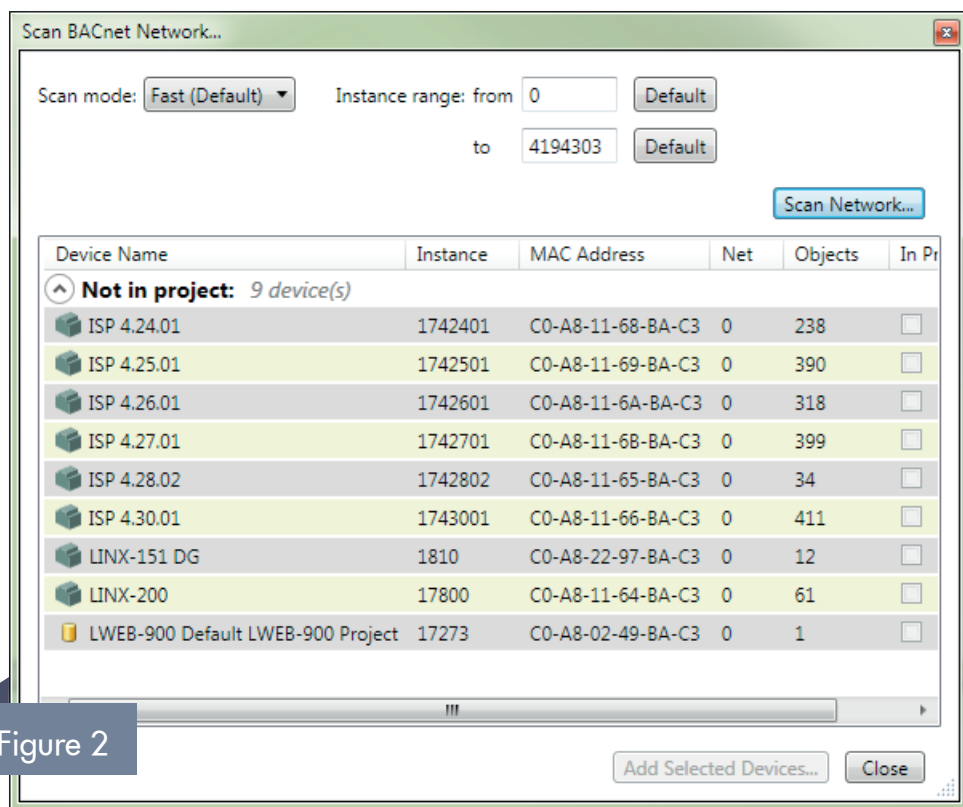 Scan BACnet Network...
Scan mode: Fast (Default) Instance range: from 0 Default
to 4194303 Default
Scan Network...
Device Name Instance MAC Address Net Objects In Pr
Not in project: 9 device(s)
ISP 4.24.01 1742401 C0-A8-11-68-BA-C3 0 238
ISP 4.25.01 1742501 C0-A8-11-69-BA-C3 0 390
ISP 4.26.01 1742601 C0-A8-11-6A-BA-C3 0 318
ISP 4.27.01 1742701 C0-A8-11-6B-BA-C3 0 399
ISP 4.28.02 1742802 C0-A8-11-65-BA-C3 0 34
ISP 4.30.01 1743001 C0-A8-11-66-BA-C3 0 411
LINX-151 DG 1810 C0-A8-22-97-BA-C3 0 12
LINX-200 17800 C0-A8-11-64-BA-C3 0 61
LWEB-900 Default LWEB-900 Project 17273 C0-A8-02-49-BA-C3 0 1
Figure 2
Add Selected Devices... Close